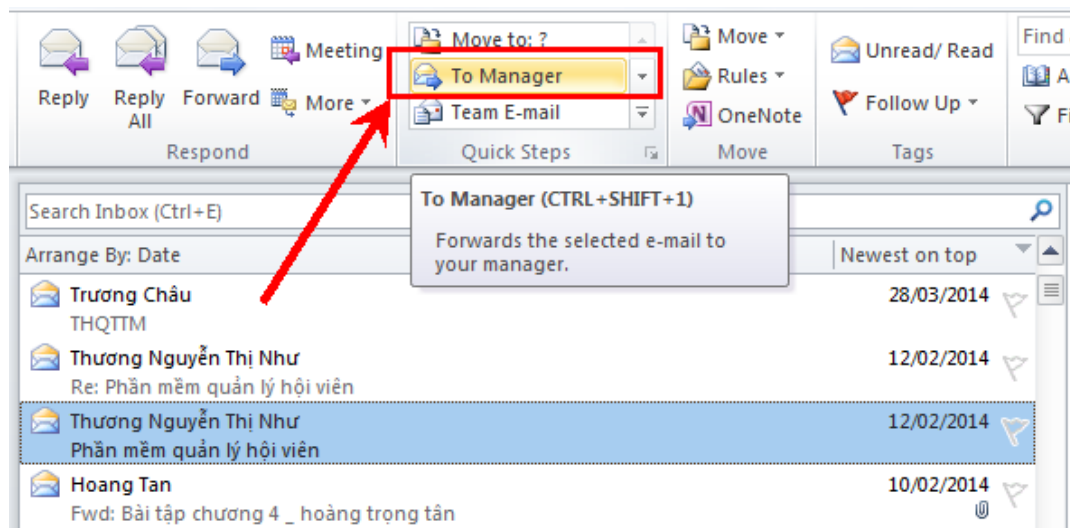 Reply
Reply All
Forward
Meeting
More
Respond
Move to: ?
To Manager
Team E-mail
Quick Steps
Move
Rules
OneNote
Move
Unread/ Read
Follow Up
Tags
Find
A
Fi
Search Inbox (Ctrl+E)
To Manager (CTRL+SHIFT+1)
Forwards the selected e-mail to
your manager.
Arrange By: Date
Newest on top
Trương Châu
28/03/2014
THQTTM
Thương Nguyễn Thị Như
12/02/2014
Re: Phần mềm quản lý hội viên
Thương Nguyễn Thị Như
12/02/2014
Phần mềm quản lý hội viên
Hoang Tan
10/02/2014
Fwd: Bài tập chương 4 _ hoàng trọng tân